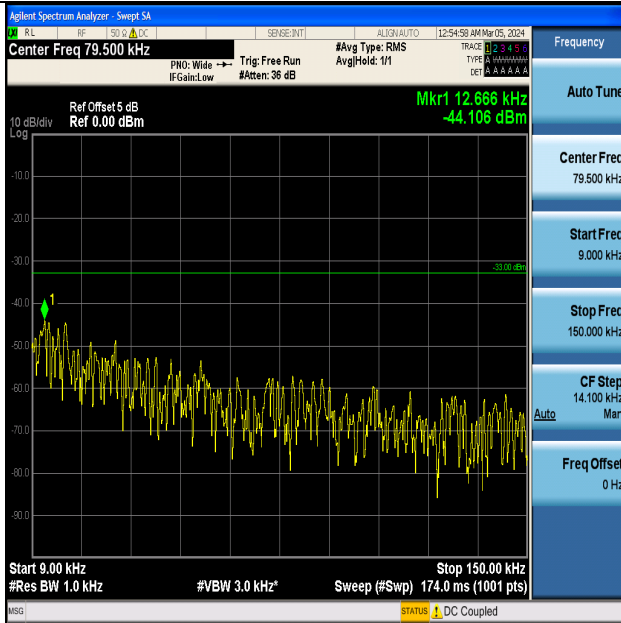 Agilent Spectrum Analyzer - Swept SA
RL RF 50 Ω DC SENSE:INT ALIGN AUTO 12:54:58 AM Mar 05, 2024
Center Freq 79.500 kHz
PNO: Wide
IFGain:Low
Trig: Free Run
#Atten: 36 dB
#Avg Type: RMS
Avg|Hold: 1/1
TRACE 1 2 3 4 5 6
TYPE A WWWWW
DET A A A A A A
Ref Offset 5 dB
10 dB/div Ref 0.00 dBm
Log
Mkr1 12.666 kHz
-44.106 dBm
-10.0
-20.0
-30.0
-33.00 dBm
-40.0
1
-50.0
-60.0
-70.0
-80.0
-90.0
Start 9.00 kHz
Stop 150.00 kHz
#Res BW 1.0 kHz
#VBW 3.0 kHz*
Sweep (#Swp) 174.0 ms (1001 pts)
MSG
STATUS
DC Coupled
Frequency
Auto Tune
Center Freq
79.500 kHz
Start Freq
9.000 kHz
Stop Freq
150.000 kHz
CF Step
14.100 kHz
Auto Man
Freq Offset
0 Hz